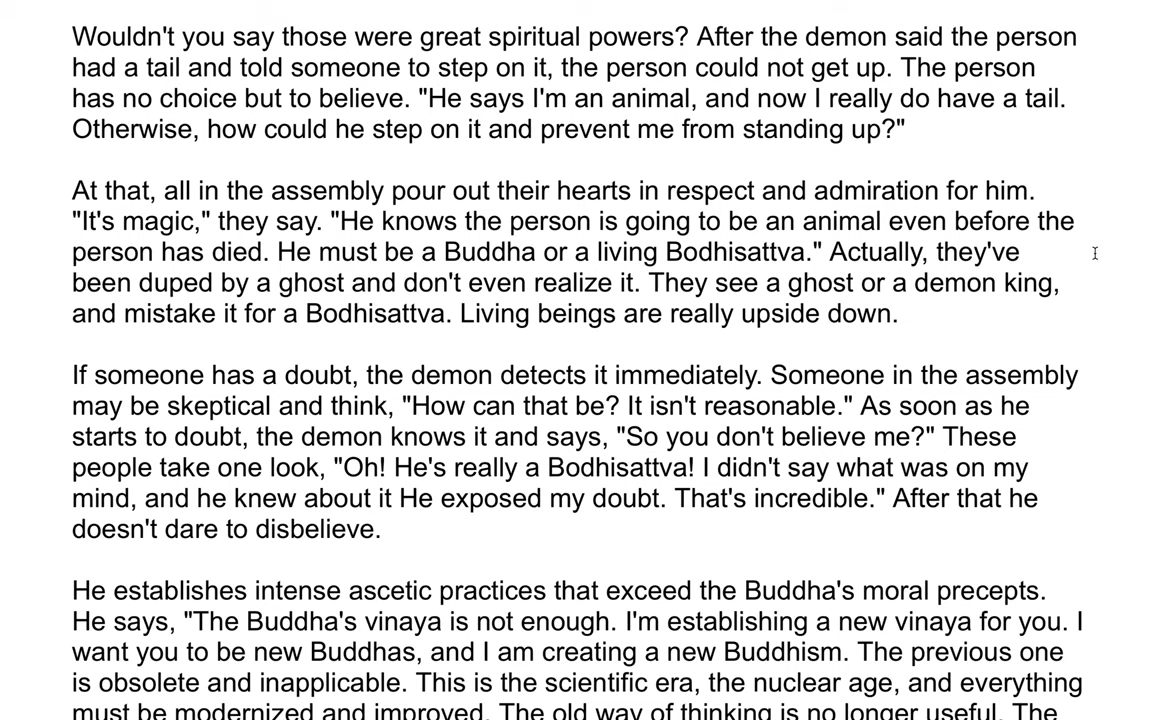 Wouldn't you say those were great spiritual powers? After the demon said the person
had a tail and told someone to step on it, the person could not get up. The person
has no choice but to believe. "He says I'm an animal, and now I really do have a tail.
Otherwise, how could he step on it and prevent me from standing up?"
At that, all in the assembly pour out their hearts in respect and admiration for him.
"It's magic," they say. "He knows the person is going to be an animal even before the
person has died. He must be a Buddha or a living Bodhisattva." Actually, they've
been duped by a ghost and don't even realize it. They see a ghost or a demon king,
and mistake it for a Bodhisattva. Living beings are really upside down.
If someone has a doubt, the demon detects it immediately. Someone in the assembly
may be skeptical and think, "How can that be? It isn't reasonable." As soon as he
starts to doubt, the demon knows it and says, "So you don't believe me?" These
people take one look, "Oh! He's really a Bodhisattva! I didn't say what was on my
mind, and he knew about it He exposed my doubt. That's incredible." After that he
doesn't dare to disbelieve.
He establishes intense ascetic practices that exceed the Buddha's moral precepts.
He says, "The Buddha's vinaya is not enough. I'm establishing a new vinaya for you. I
want you to be new Buddhas, and I am creating a new Buddhism. The previous one
is obsolete and inapplicable. This is the scientific era, the nuclear age, and everything
must be modernized and improved. The old way of thinking is no longer useful. The